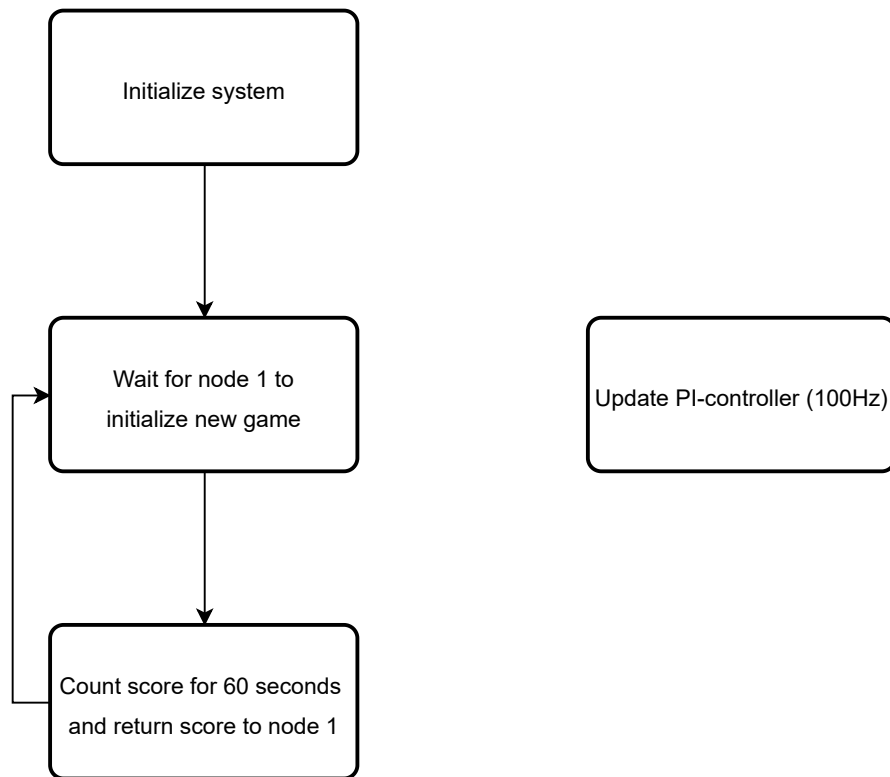 Initialize system
Wait for node 1 to
initialize new game
Update PI-controller (100Hz)
Count score for 60 seconds
and return score to node 1